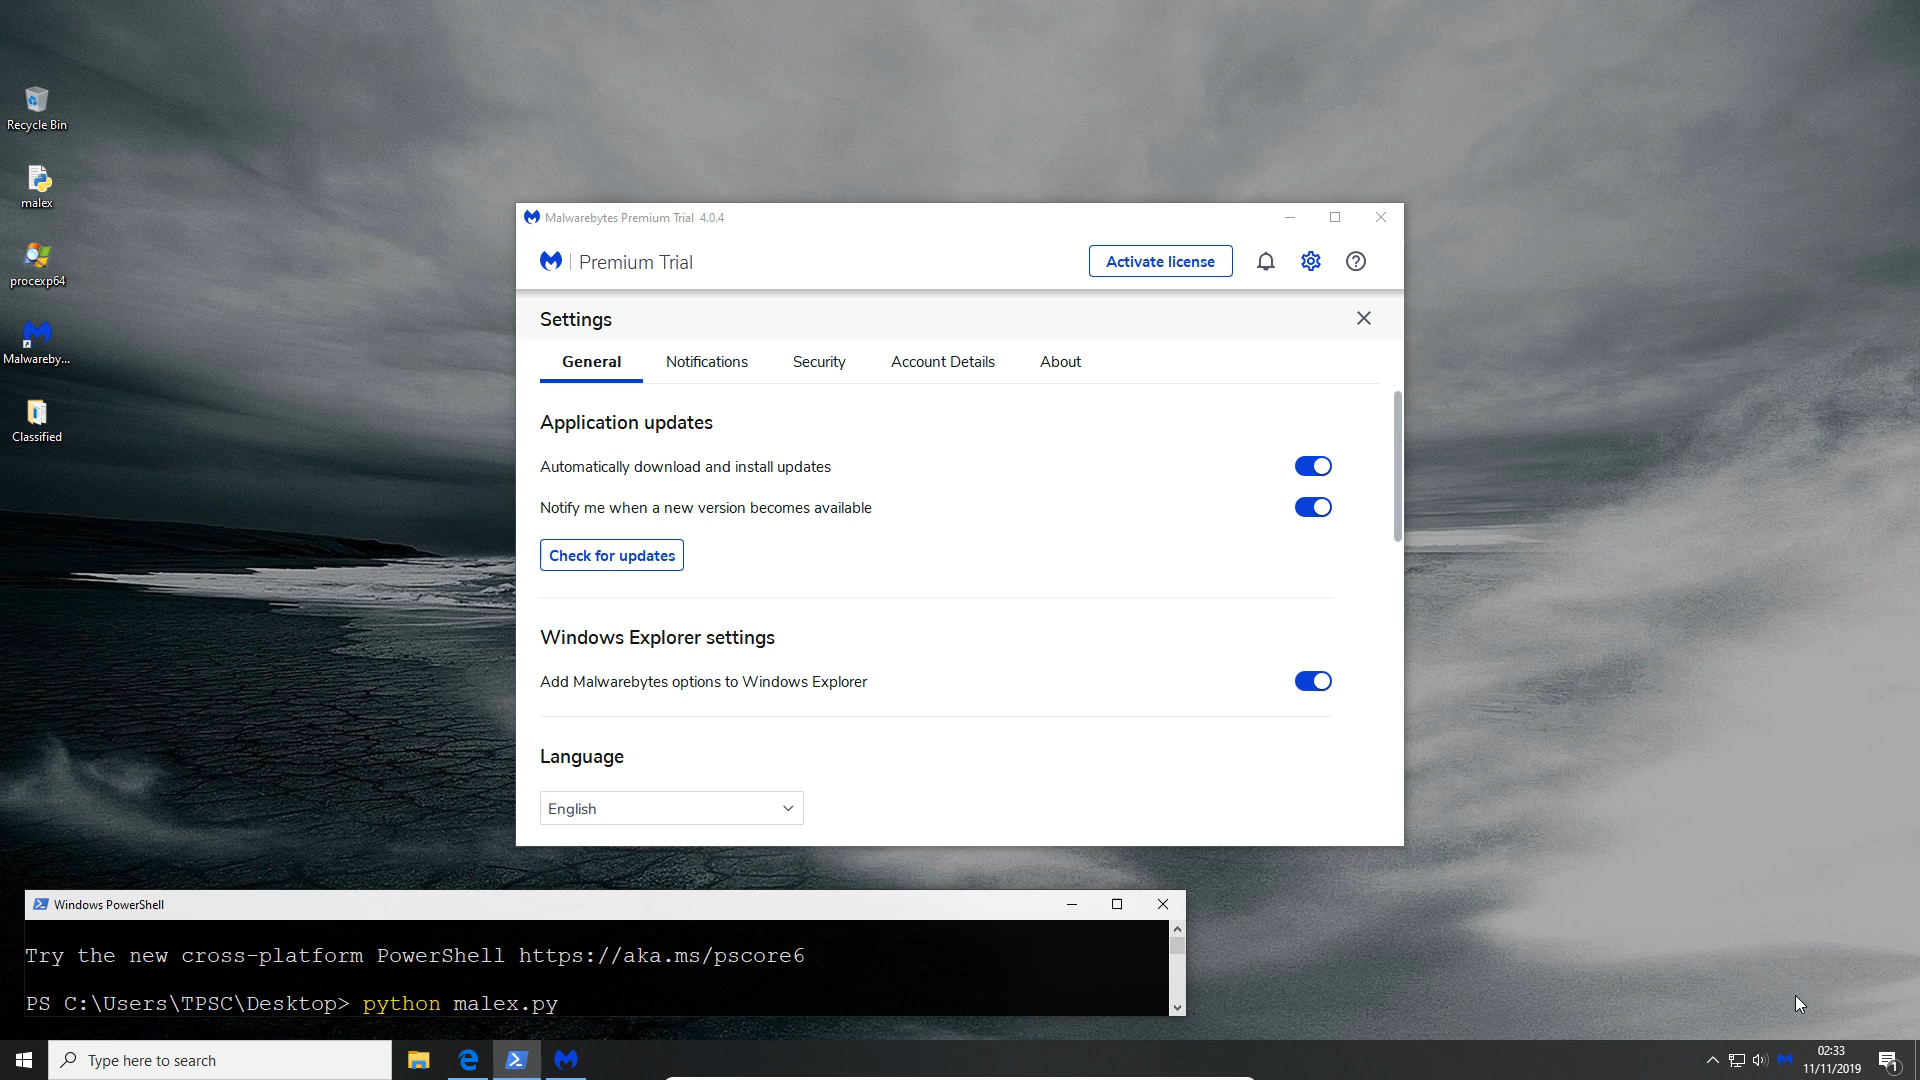 Recycle Bin
malex
procexp64
Malwareby...
Classified
Malwarebytes Premium Trial 4.0.4
Premium Trial
Activate license
Settings
General Notifications Security Account Details About
Application updates
Automatically download and install updates
Notify me when a new version becomes available
Check for updates
Windows Explorer settings
Add Malwarebytes options to Windows Explorer
Language
English
Windows PowerShell
Try the new cross-platform PowerShell https://aka.ms/pscore6
PS C:\Users\TPSC\Desktop> python malex.py
Type here to search
02:33
11/11/2019
1